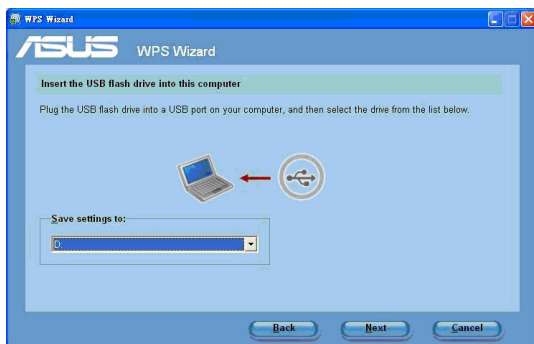 WPS Wizard
ASUS WPS Wizard
Insert the USB flash drive into this computer
Plug the USB flash drive into a USB port on your computer, and then select the drive from the list below.
Save settings to:
D:
Back Next Cancel